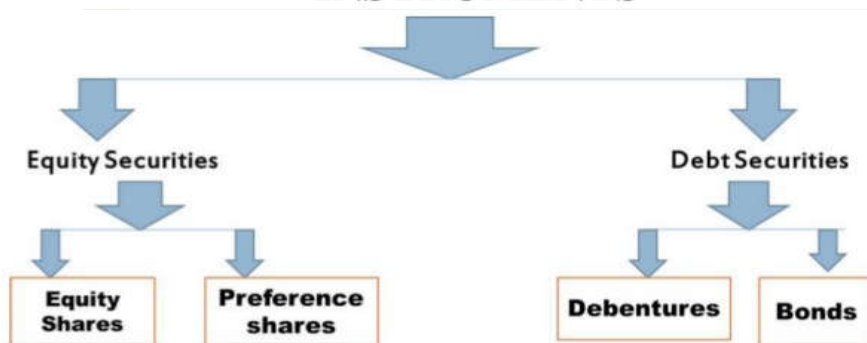 Equity Securities
Debt Securities
Equity
Shares
Preference
shares
Debentures
Bonds